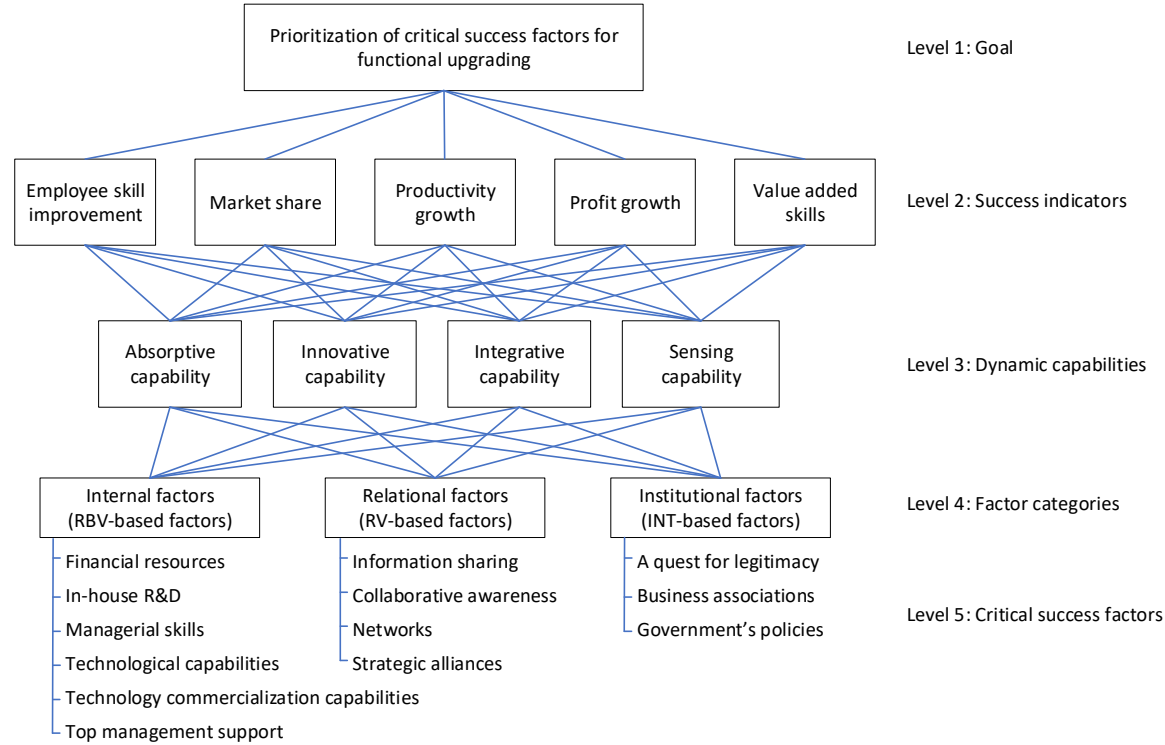 Prioritization of critical success factors for
functional upgrading
Level 1: Goal
Employee skill
improvement
Market share
Productivity
growth
Profit growth
Value added
skills
Level 2: Success indicators
Absorptive
capability
Innovative
capability
Integrative
capability
Sensing
capability
Level 3: Dynamic capabilities
Internal factors
(RBV-based factors)
Relational factors
(RV-based factors)
Institutional factors
(INT-based factors)
Level 4: Factor categories
Financial resources
In-house R&D
Managerial skills
Technological capabilities
Technology commercialization capabilities
Top management support
Information sharing
Collaborative awareness
Networks
Strategic alliances
A quest for legitimacy
Business associations
Government’s policies
Level 5: Critical success factors